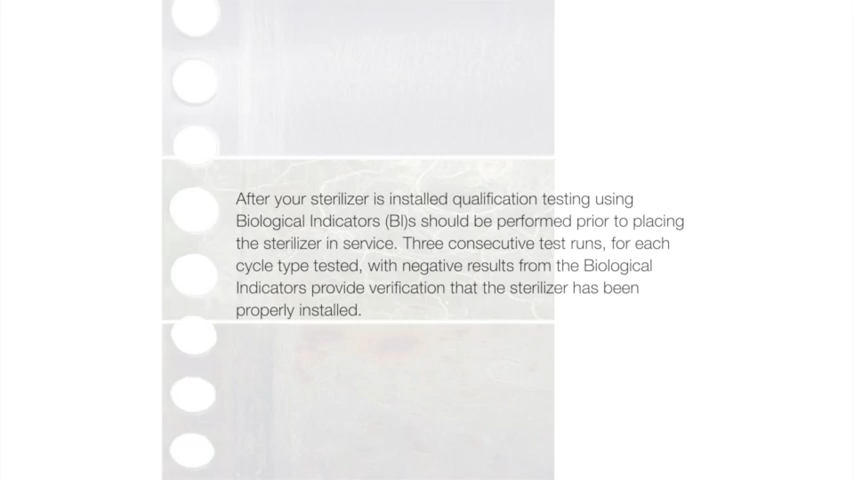 After your sterilizer is installed qualification testing using
Biological Indicators (BI)s should be performed prior to placing
the sterilizer in service. Three consecutive test runs, for each
cycle type tested, with negative results from the Biological
Indicators provide verification that the sterilizer has been
properly installed.